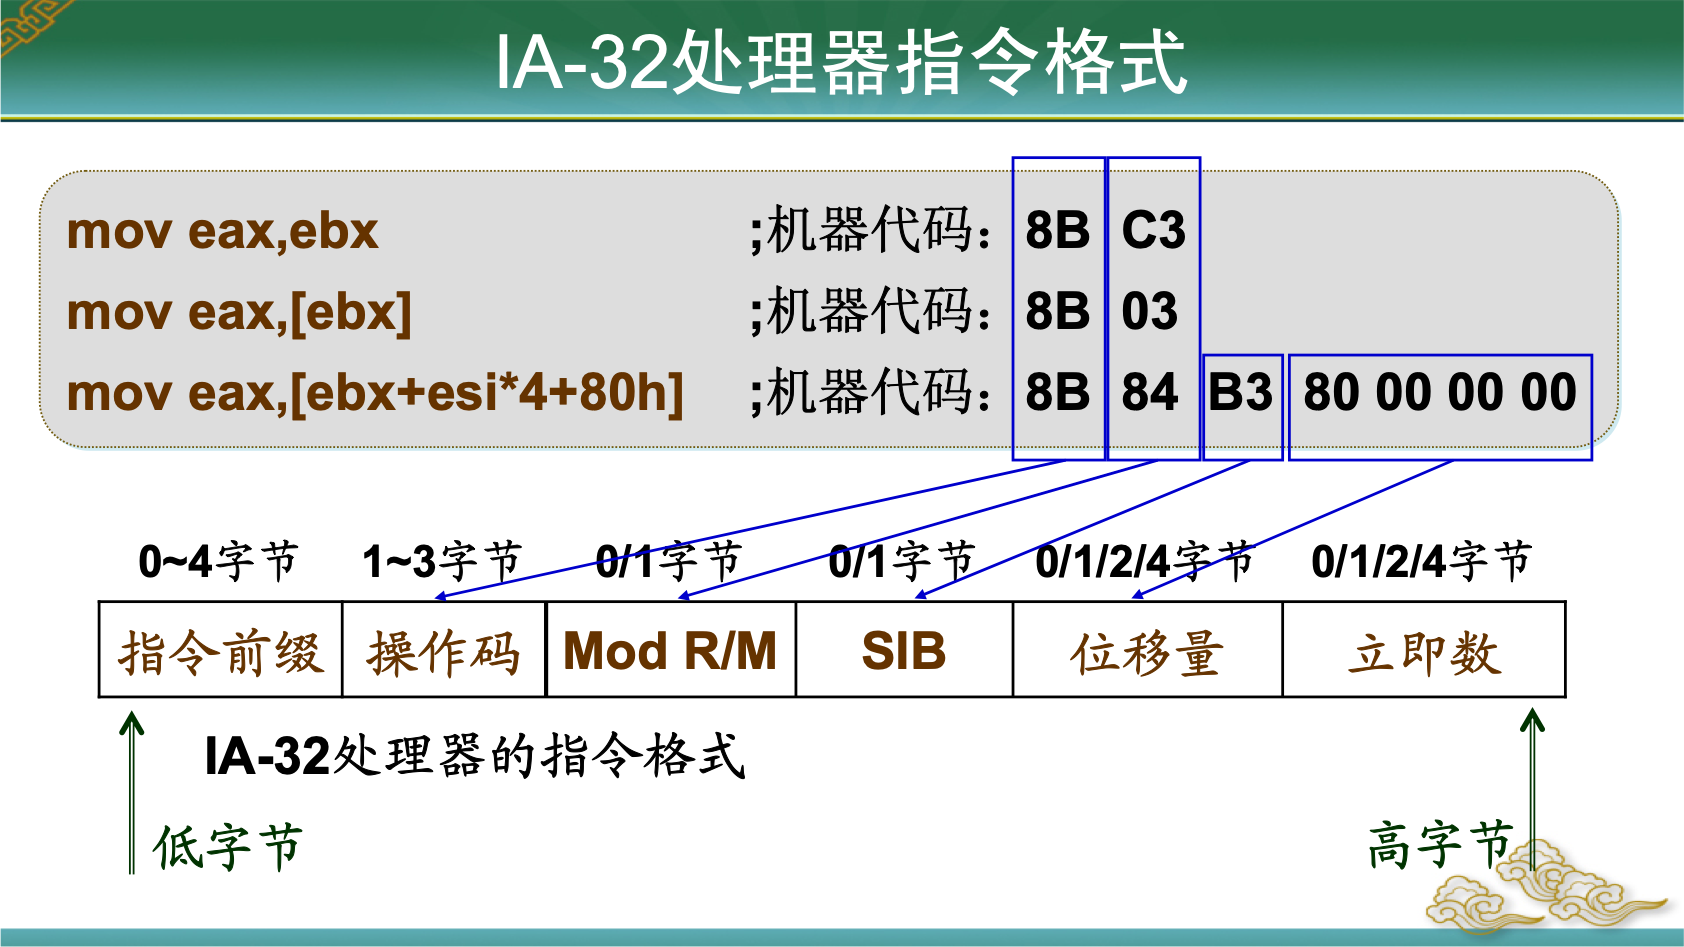 IA-32处理器指令格式
mov eax,ebx ;机器代码：8B C3
mov eax,[ebx] ;机器代码：8B 03
mov eax,[ebx+esi*4+80h] ;机器代码：8B 84 B3 80 00 00 00
0~4字节 1~3字节 0/1字节 0/1字节 0/1/2/4字节 0/1/2/4字节
指令前缀 操作码 Mod R/M SIB 位移量 立即数
IA-32处理器的指令格式
低字节 高字节